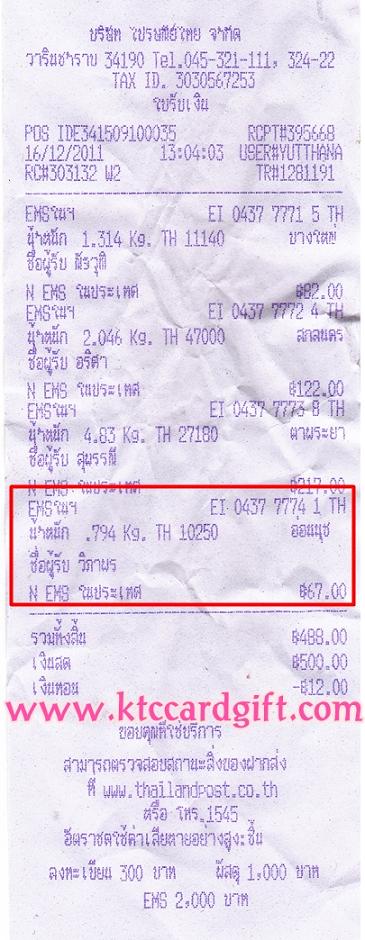 บริษัท ไปรษณีย์ไทย จำกัด
วารินชำราบ 34190 Tel.045-321-111, 324-22
TAX ID. 3030567253
ใบรับเงิน
POS IDE341509100035 RCPT#395668
16/12/2011 13:04:03 USER#YUTTHANA
RC#303132 W2 TR#1281191
EMSในฯ EI 0437 7771 5 TH
น้ำหนัก 1.314 Kg. TH 11140 บางใหญ่
ชื่อผู้รับ ณัฐวุฒิ
N EMS ในประเทศ ฿82.00
EMSในฯ EI 0437 7772 4 TH
น้ำหนัก 2.046 Kg. TH 47000 สกลนคร
ชื่อผู้รับ อริศา
N EMS ในประเทศ ฿122.00
EMSในฯ EI 0437 7773 8 TH
น้ำหนัก 4.83 Kg. TH 27180 ตาพระยา
ชื่อผู้รับ สุพรรณี
N EMS ในประเทศ ฿217.00
EMSในฯ EI 0437 7774 1 TH
น้ำหนัก .794 Kg. TH 10250 อ่อนนุช
ชื่อผู้รับ วิภาพร
N EMS ในประเทศ ฿67.00
รวมทั้งสิ้น ฿488.00
เงินสด ฿500.00
เงินทอน -฿12.00
www.ktccardgift.com
ขอบคุณที่ใช้บริการ
สามารถตรวจสอบสถานะสิ่งของฝากส่ง
ที่ www.thailandpost.co.th
หรือ โทร.1545
อัตราชดใช้ค่าเสียหายอย่างสูง:ชิ้น
ลงทะเบียน 300 บาท พัสดุ 1,000 บาท
EMS 2,000 บาท